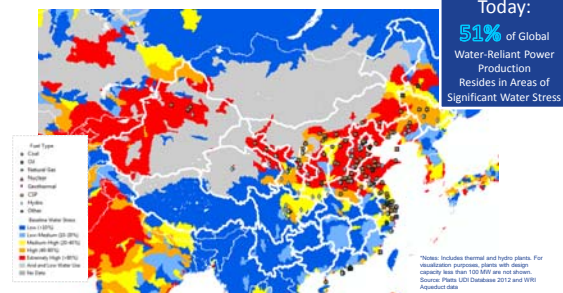 Today:
51% of Global
Water-Reliant Power
Production
Resides in Areas of
Significant Water Stress
Fuel Type
Coal
Oil
Natural Gas
Nuclear
Geothermal
CSP
Hydro
Other
Baseline Water Stress
Low (<10%)
Low-Medium (10-20%)
Medium-High (20-40%)
High (40-80%)
Extremely High (>80%)
Arid and Low Water Use
No Data
*Notes: Includes thermal and hydro plants. For
visualization purposes, plants with design
capacity less than 100 MW are not shown.
Source: Platts UDI Database 2012 and WRI
Aqueduct data